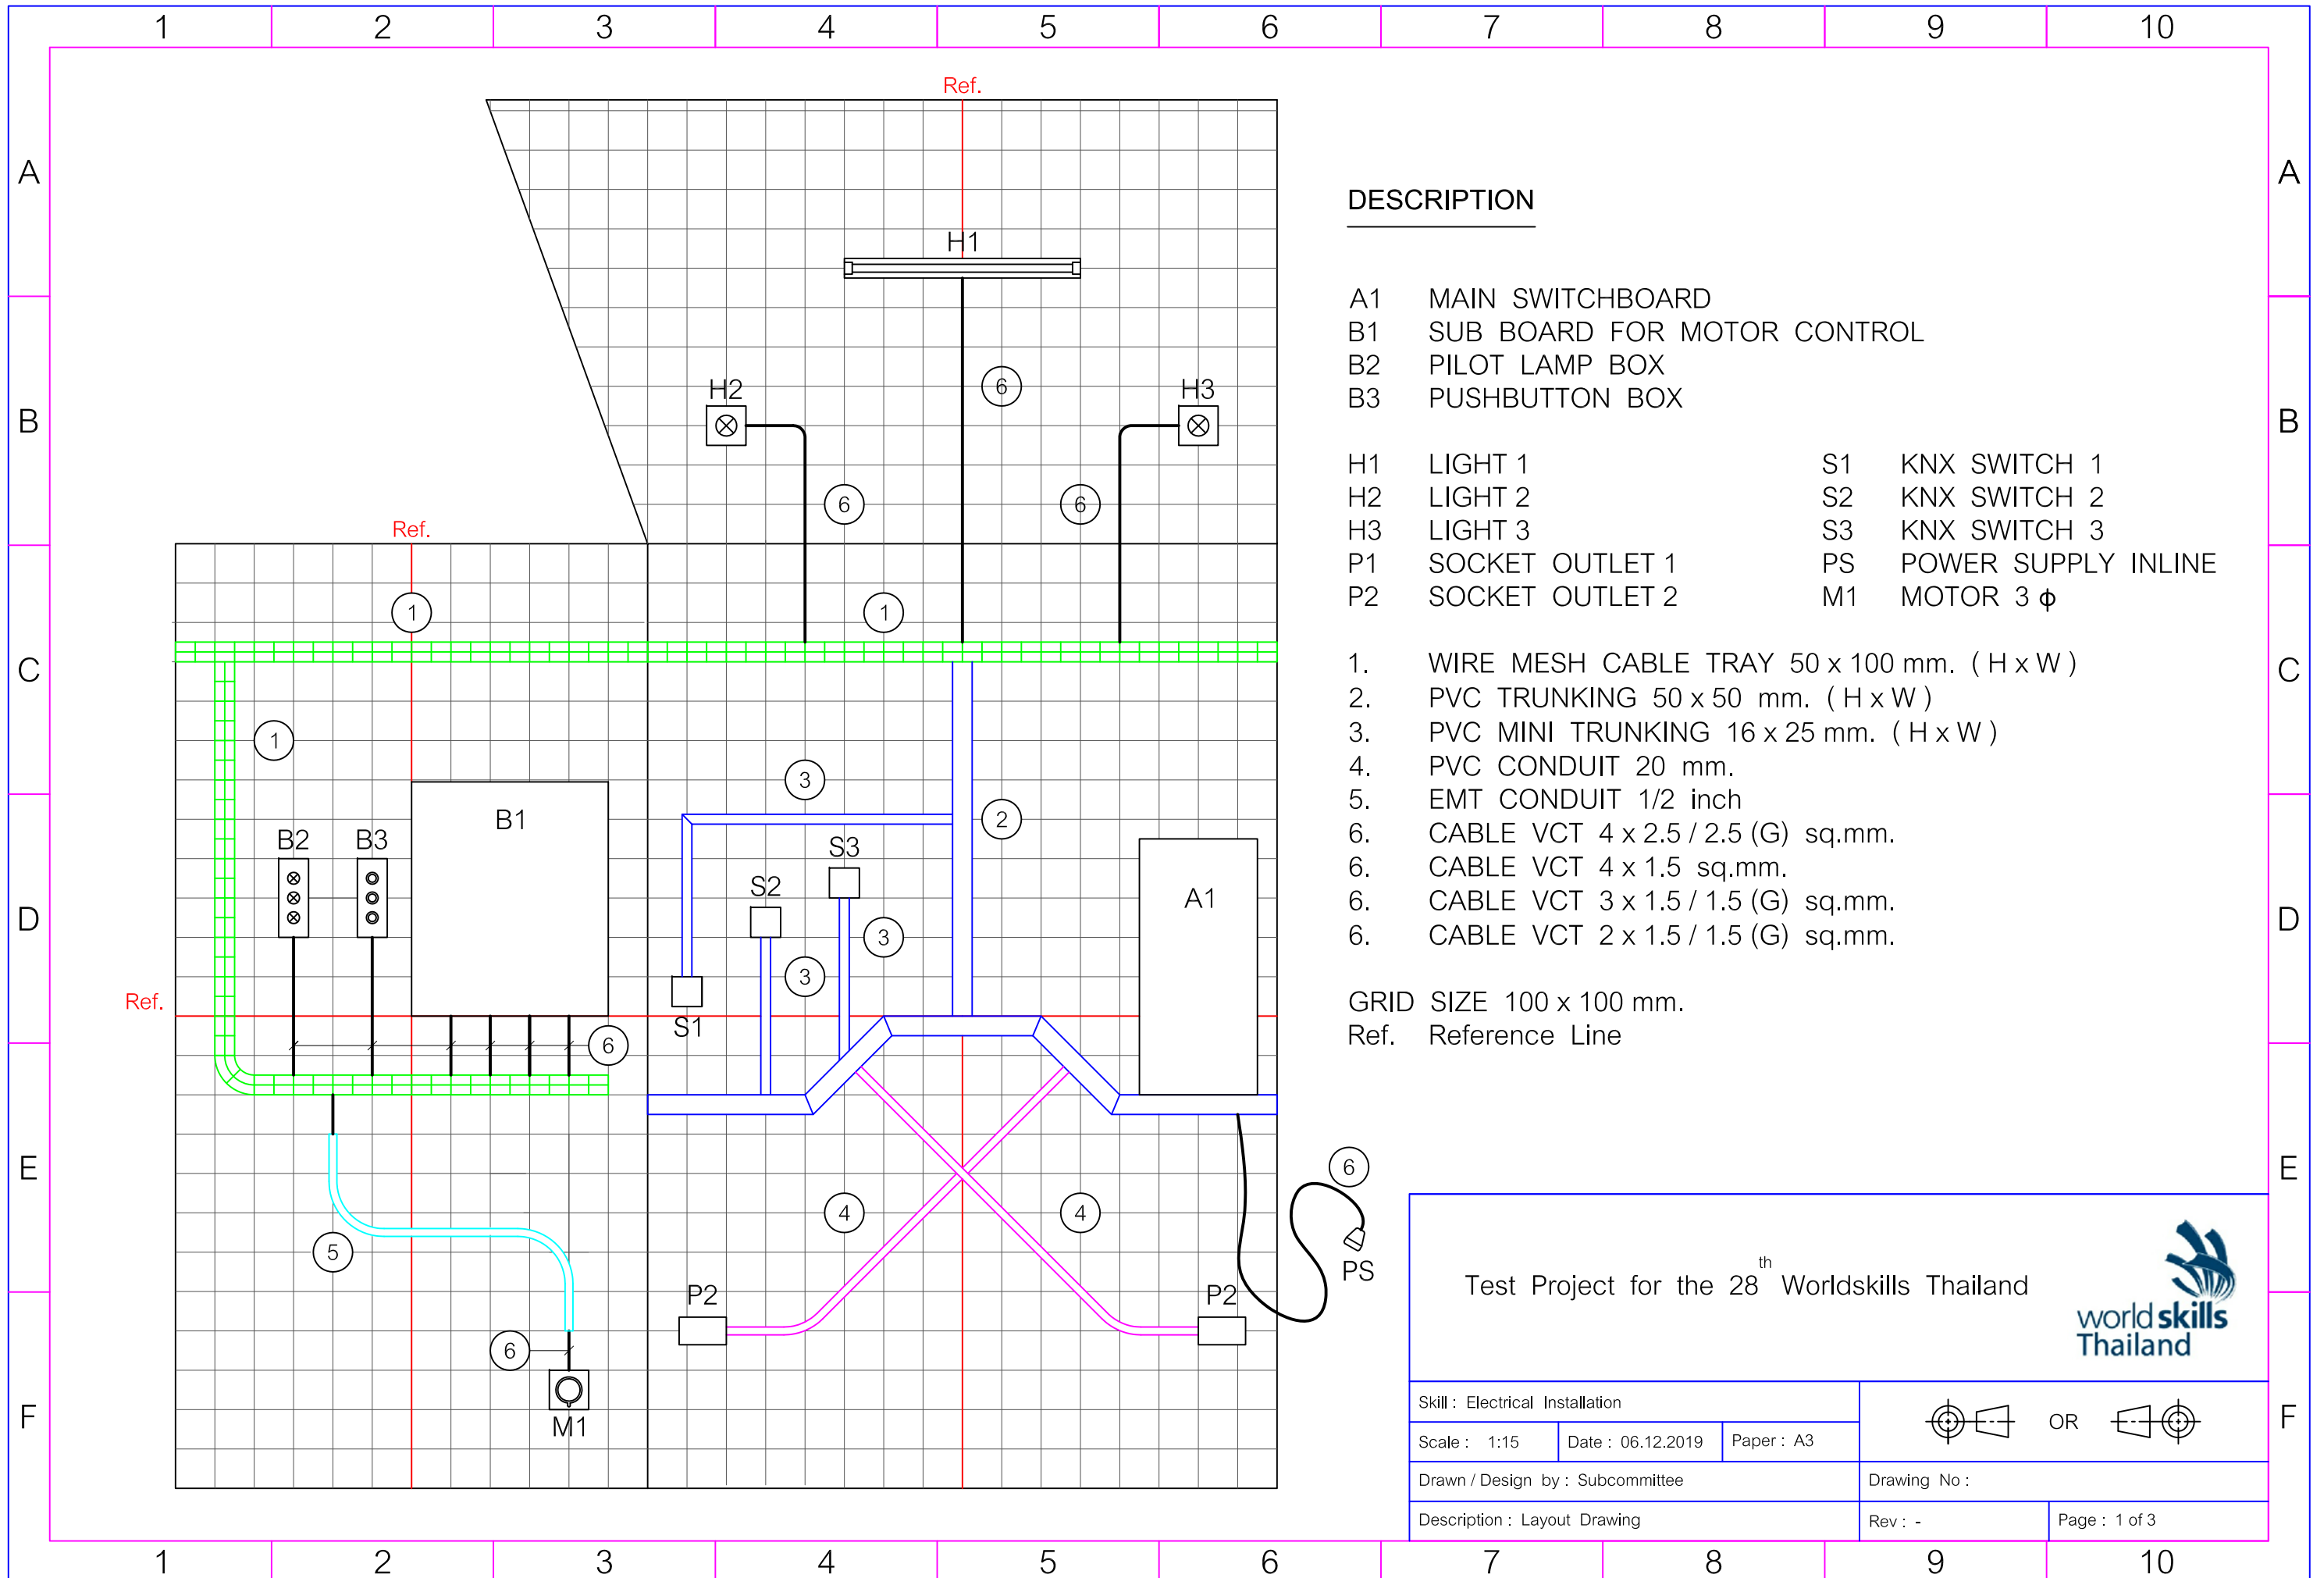 1 2 3 4 5 6 7 8 9 10
A A
B B
C C
D D
E E
F F
Ref.
H1
H2
H3
6
6
6
Ref.
1
1
1
3
2
B1
B2
B3
S3
S2
A1
3
3
Ref.
S1
6
6
4
4
5
PS
P2
P2
6
M1
DESCRIPTION
A1 MAIN SWITCHBOARD
B1 SUB BOARD FOR MOTOR CONTROL
B2 PILOT LAMP BOX
B3 PUSHBUTTON BOX
H1 LIGHT 1 S1 KNX SWITCH 1
H2 LIGHT 2 S2 KNX SWITCH 2
H3 LIGHT 3 S3 KNX SWITCH 3
P1 SOCKET OUTLET 1 PS POWER SUPPLY INLINE
P2 SOCKET OUTLET 2 M1 MOTOR 3 ϕ
1. WIRE MESH CABLE TRAY 50 x 100 mm. ( H x W )
2. PVC TRUNKING 50 x 50 mm. ( H x W )
3. PVC MINI TRUNKING 16 x 25 mm. ( H x W )
4. PVC CONDUIT 20 mm.
5. EMT CONDUIT 1/2 inch
6. CABLE VCT 4 x 2.5 / 2.5 (G) sq.mm.
6. CABLE VCT 4 x 1.5 sq.mm.
6. CABLE VCT 3 x 1.5 / 1.5 (G) sq.mm.
6. CABLE VCT 2 x 1.5 / 1.5 (G) sq.mm.
GRID SIZE 100 x 100 mm.
Ref. Reference Line
Test Project for the 28th Worldskills Thailand
worldskills
Thailand
Skill : Electrical Installation
OR
Scale : 1:15 Date : 06.12.2019 Paper : A3
Drawn / Design by : Subcommittee Drawing No :
Description : Layout Drawing Rev : - Page : 1 of 3
1 2 3 4 5 6 7 8 9 10